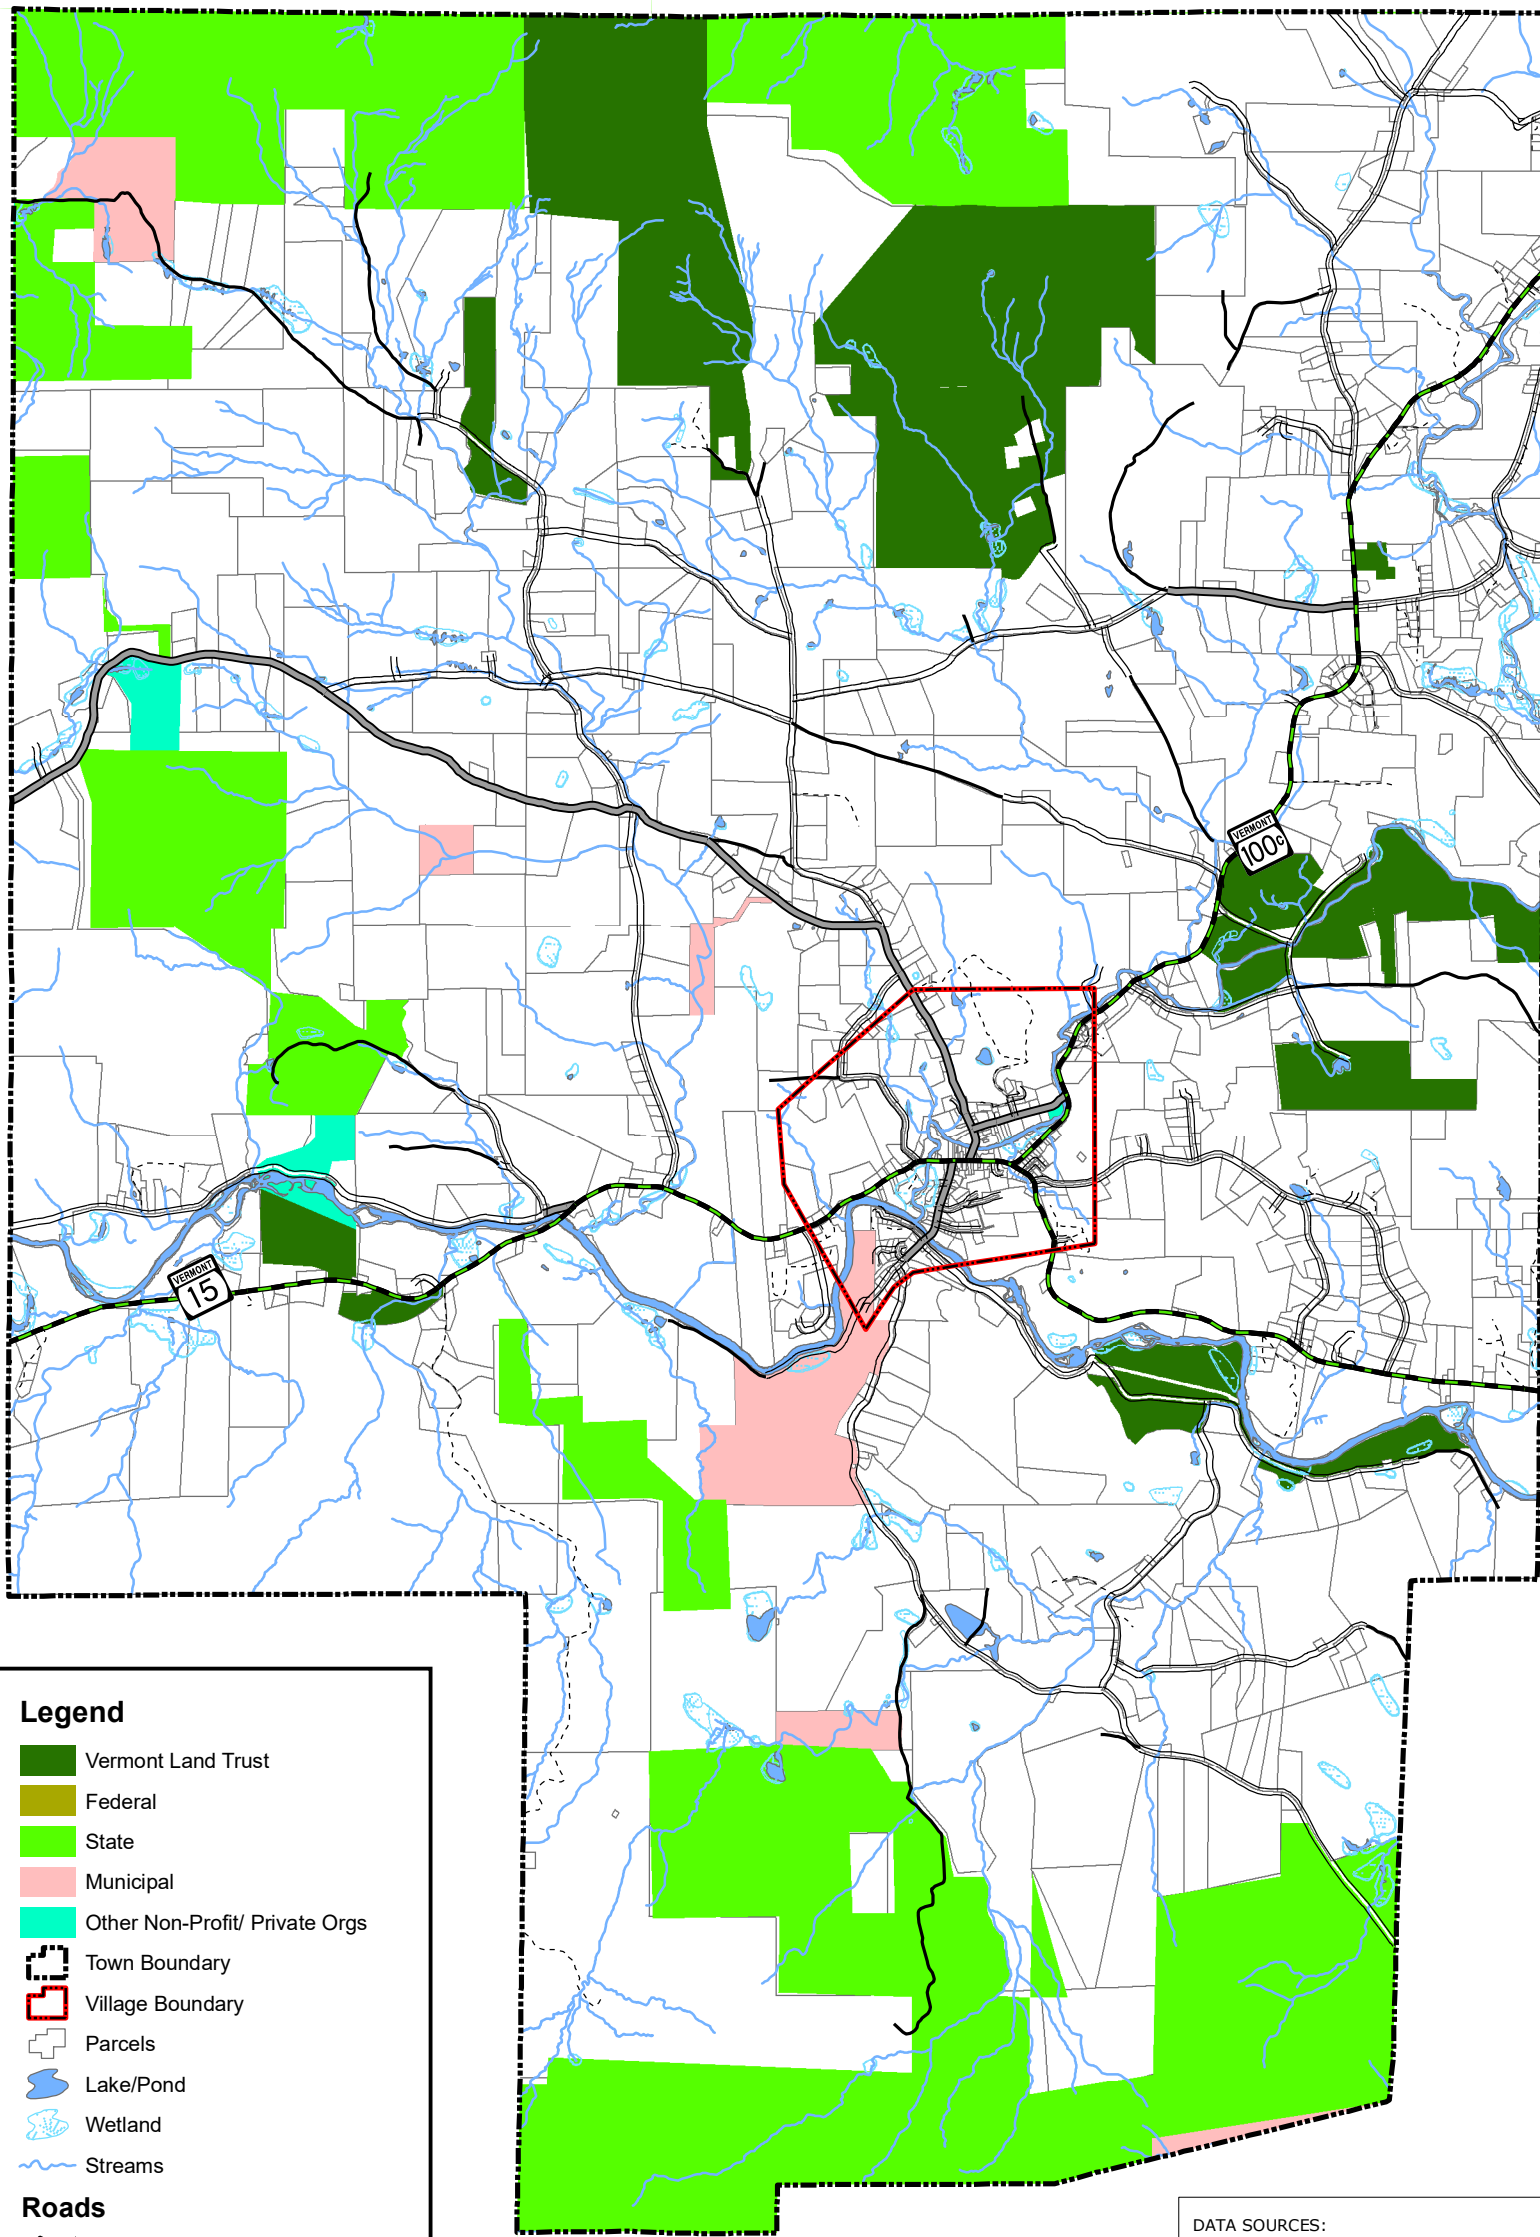 VERMONT
100c
VERMONT
15
Legend
Vermont Land Trust
Federal
State
Municipal
Other Non-Profit/ Private Orgs
Town Boundary
Village Boundary
Parcels
Lake/Pond
Wetland
Streams
Roads
DATA SOURCES: